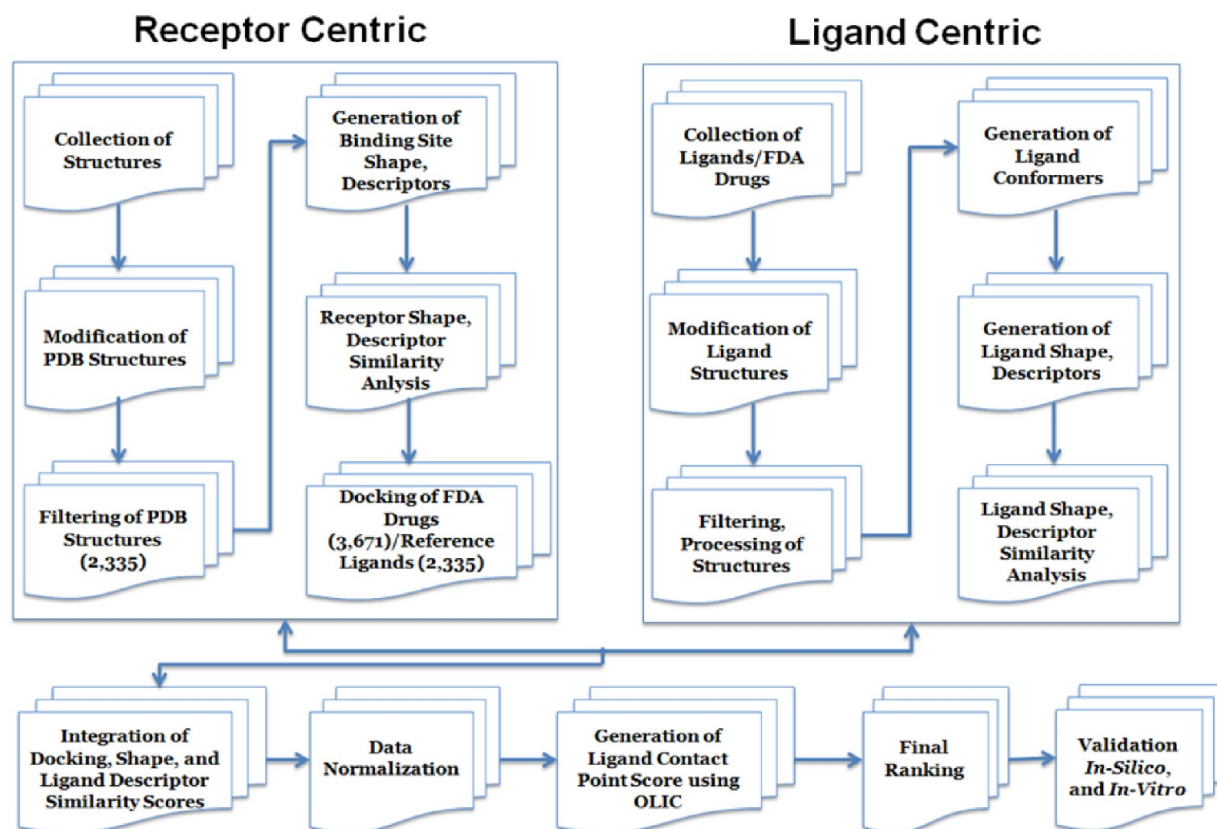 Receptor Centric
Collection of
Structures
Modification of
PDB Structures
Filtering of PDB
Structures
(2,335)
Generation of
Binding Site
Shape,
Descriptors
Receptor Shape,
Descriptor
Similarity
Anlysis
Docking of FDA
Drugs
(3,671)/Reference
Ligands (2,335)
Ligand Centric
Collection of
Ligands/FDA
Drugs
Modification of
Ligand
Structures
Filtering,
Processing of
Structures
Generation of
Ligand
Conformers
Generation of
Ligand Shape,
Descriptors
Ligand Shape,
Descriptor
Similarity
Analysis
Integration of
Docking, Shape, and
Ligand Descriptor
Similarity Scores
Data
Normalization
Generation of
Ligand Contact
Point Score using
OLIC
Final
Ranking
Validation
In-Silico,
and In-Vitro